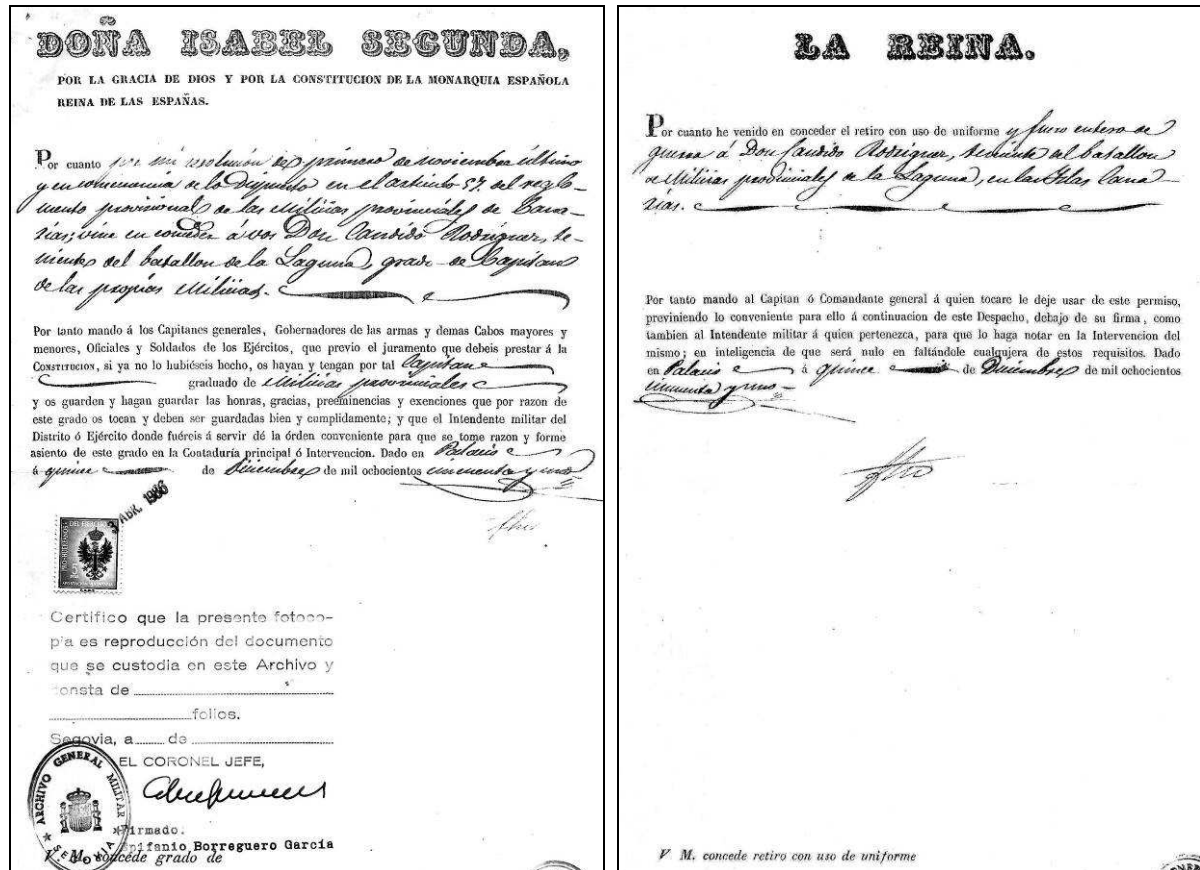 DOÑA ISABEL SEGUNDA,
POR LA GRACIA DE DIOS Y POR LA CONSTITUCION DE LA MONARQUIA ESPAÑOLA
REINA DE LAS ESPAÑAS.
Por cuanto por mi resolución de primero de noviembre último
y en consecuencia de lo dispuesto en el artículo 57. del regla-
mento provisional de las Milicias provinciales de Cana-
rias; vine en conceder á vos Don Candido Rodriguez, te-
niente del batallon de la Laguna, grado de Capitan
de las propias Milicias.
Por tanto mando á los Capitanes generales, Gobernadores de las armas y demas Cabos mayores y
menores, Oficiales y Soldados de los Ejércitos, que previo el juramento que debeis prestar á la
CONSTITUCION, si ya no lo hubiéseis hecho, os hayan y tengan por tal Capitan
graduado de Milicias provinciales
y os guarden y hagan guardar las honras, gracias, preeminencias y exenciones que por razon de
este grado os tocan y deben ser guardadas bien y cumplidamente; y que el Intendente militar del
Distrito ó Ejército donde fuéreis á servir dé la órden conveniente para que se tome razon y forme
asiento de este grado en la Contaduría principal ó Intervencion. Dado en Palacio
á quince de Diciembre de mil ochocientos cincuenta y uno
ABR. 1986
5
Certifico que la presente fotoco-
pia es reproducción del documento
que se custodia en este Archivo y
consta de
folios.
Segovia, a de
EL CORONEL JEFE,
ARCHIVO GENERAL MILITAR
SEGOVIA
Firmado.
Epifanio Borreguero García
V. M. concede grado de
LA REINA.
Por cuanto he venido en conceder el retiro con uso de uniforme y fuero entero de
guerra á Don Candido Rodriguez, teniente del batallon
de Milicias provinciales de la Laguna, en las Islas Cana-
rias.
Por tanto mando al Capitan ó Comandante general á quien tocare le deje usar de este permiso,
previniendo lo conveniente para ello á continuacion de este Despacho, debajo de su firma, como
tambien al Intendente militar á quien pertenezca, para que lo haga notar en la Intervencion del
mismo; en inteligencia de que será nulo en faltándole cualquiera de estos requisitos. Dado
en Palacio á quince de Diciembre de mil ochocientos
cincuenta y uno
V M. concede retiro con uso de uniforme